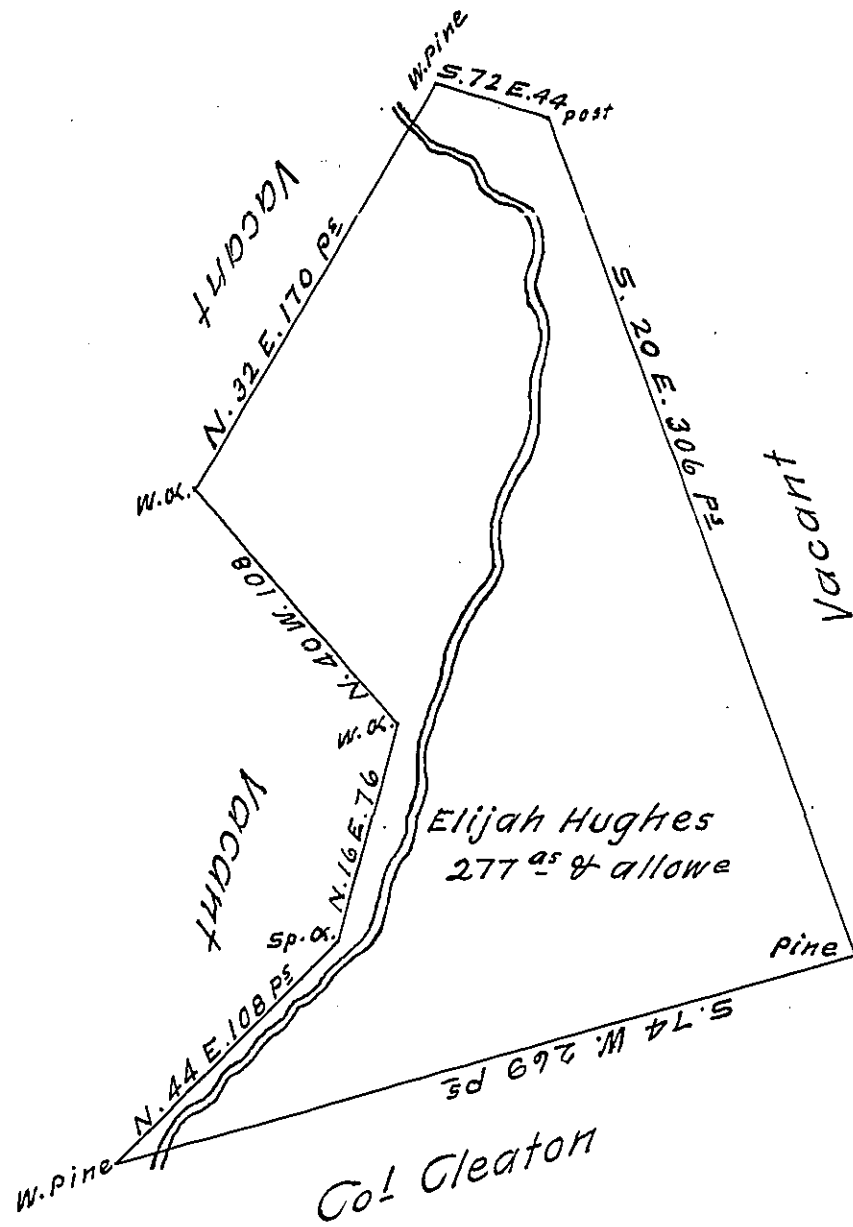 W. Pine
S. 72 E. 44
post
Vacant
N. 32 E. 170 Ps
S. 20 E. 306 Ps
Vacant
W. O.
N. 40 W. 108
W. O.
Vacant
N. 16 E. 76
Elijah Hughes
277 as & allowe
Sp. O.
Pine
N. 44 E. 108 Ps
S. 74 W. 269 Ps
W. Pine
Col Cleaton